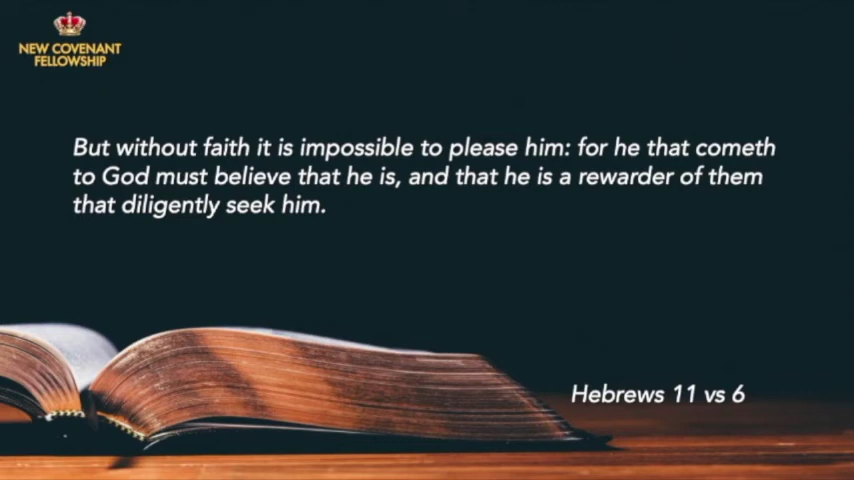 NEW COVENANT
FELLOWSHIP
But without faith it is impossible to please him: for he that cometh
to God must believe that he is, and that he is a rewarder of them
that diligently seek him.
Hebrews 11 vs 6